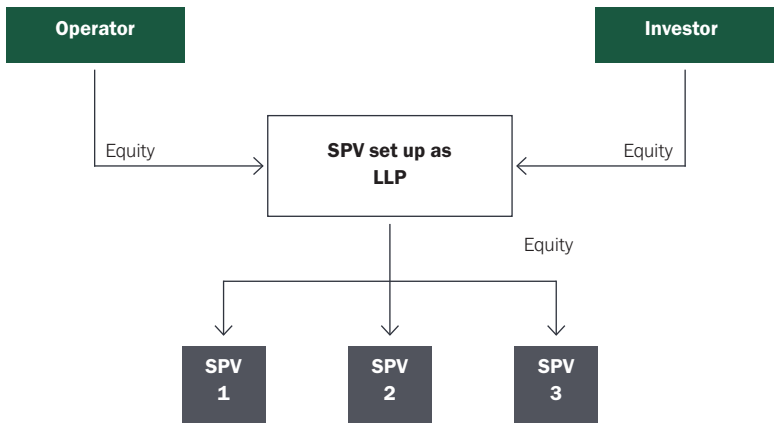 Operator
Investor
Equity
SPV set up as
LLP
Equity
Equity
SPV
1
SPV
2
SPV
3